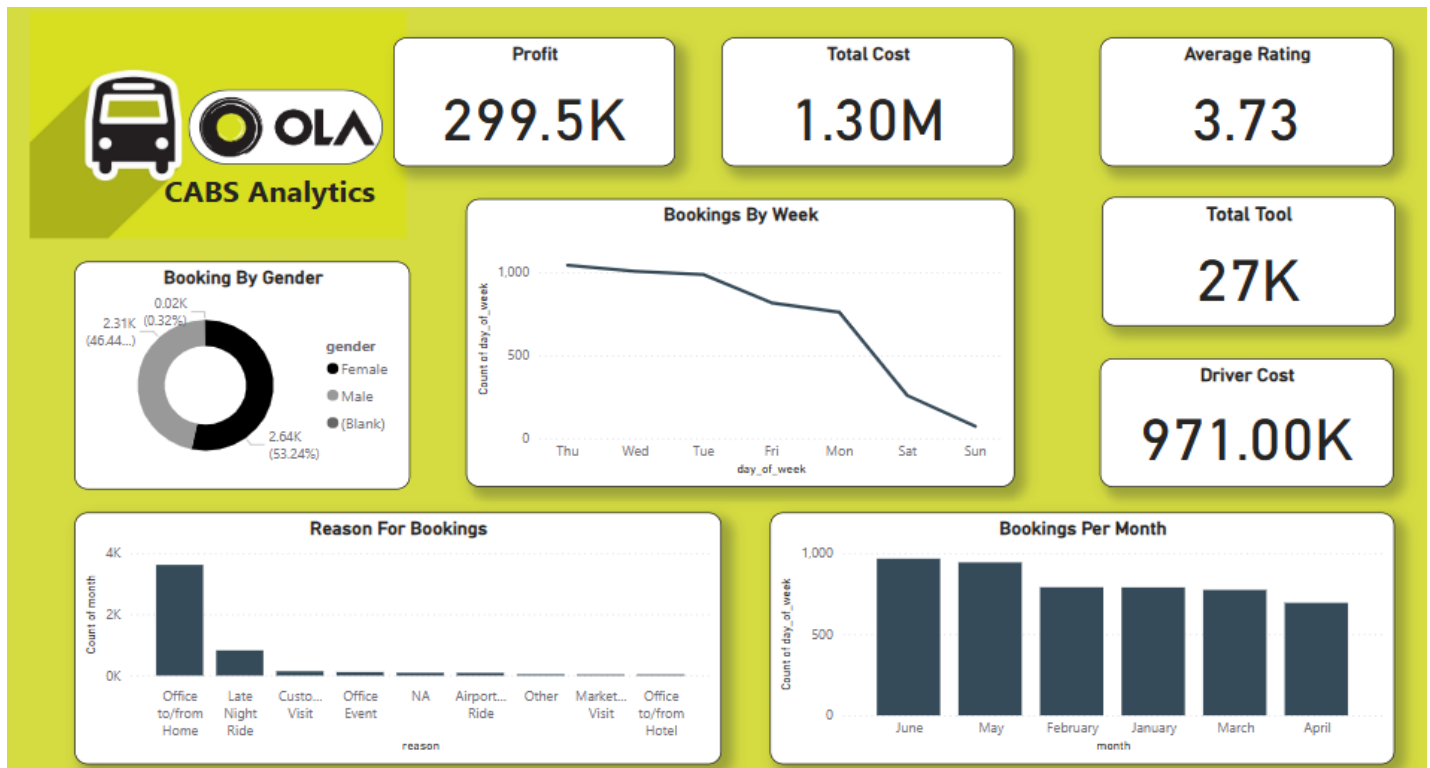 OLA
CABS Analytics
Profit
299.5K
Total Cost
1.30M
Average Rating
3.73
Total Tool
27K
Driver Cost
971.00K
Booking By Gender
0.02K
(0.32%)
2.31K
(46.44...)
2.64K
(53.24%)
gender
Female
Male
(Blank)
Bookings By Week
Count of day_of_week
1,000
500
0
Thu Wed Tue Fri Mon Sat Sun
day_of_week
Reason For Bookings
Count of month
4K
2K
0K
Office to/from Home
Late Night Ride
Custo... Visit
Office Event
NA
Airport... Ride
Other
Market... Visit
Office to/from Hotel
reason
Bookings Per Month
Count of day_of_week
1,000
500
0
June May February January March April
month